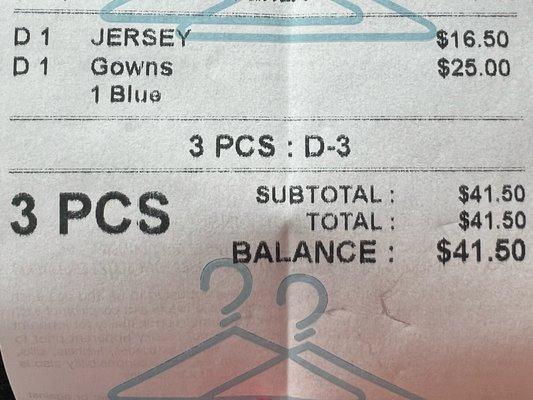 D 1 JERSEY $16.50
D 1 Gowns $25.00
1 Blue
3 PCS : D-3
3 PCS
SUBTOTAL : $41.50
TOTAL : $41.50
BALANCE : $41.50